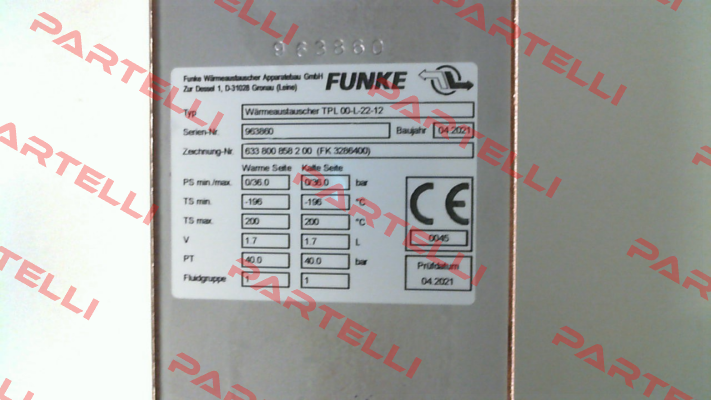 963860
Funke Wärmeaustauscher Apparatebau GmbH
Zur Dessel 1, D-31028 Gronau (Leine)
FUNKE
Typ Wärmeaustauscher TPL 00-L-22-12
Serien-Nr. 963860 Baujahr 04.2021
Zeichnung-Nr. 633 800 858 2 00 (FK 3286400)
Warme Seite Kalte Seite
PS min./max. 0/36.0 0/36.0 bar
TS min. -196 -196 °C
TS max. 200 200 °C
V 1.7 1.7 L
PT 40.0 40.0 bar
Fluidgruppe 1 1
CE
0045
Prüfdatum
04.2021
PARTELLI
PARTELLI
PARTELLI
PARTELLI
PARTELLI
PARTELLI
PARTELLI